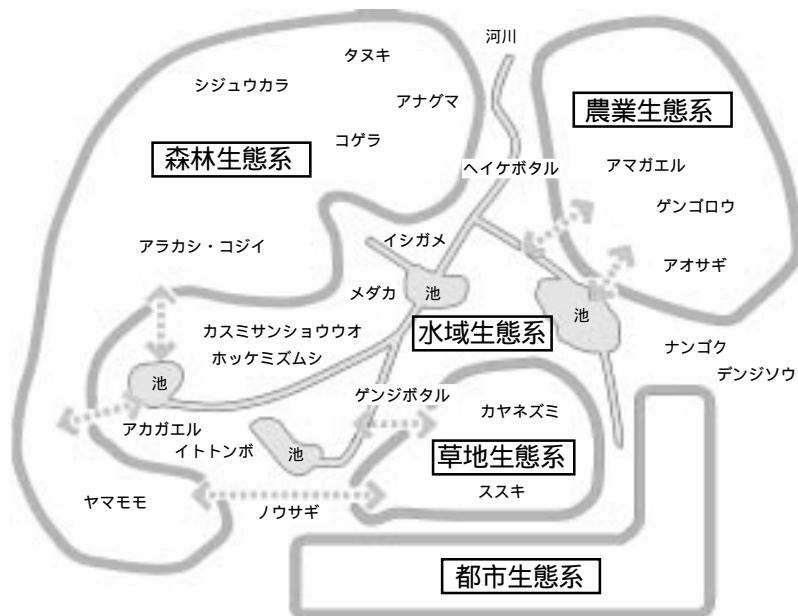 河川
タヌキ
シジュウカラ
アナグマ
農業生態系
コゲラ
森林生態系
ヘイケボタル
アマガエル
ゲンゴロウ
イシガメ
アラカシ・コジイ
アオサギ
メダカ
池
池
カスミサンショウウオ
水域生態系
ホッケミズムシ
ナンゴク
デンジソウ
池
ゲンジボタル
カヤネズミ
アカガエル
イトトンボ
池
草地生態系
ススキ
ヤマモモ
ノウサギ
都市生態系